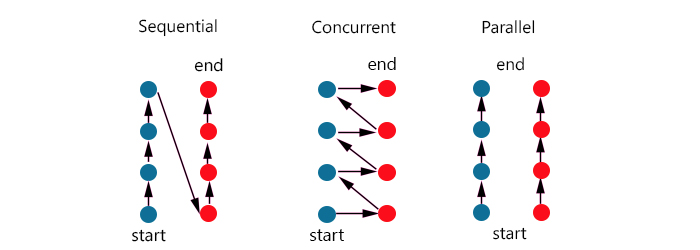 Sequential
end
start
Concurrent
end
start
Parallel
end
start